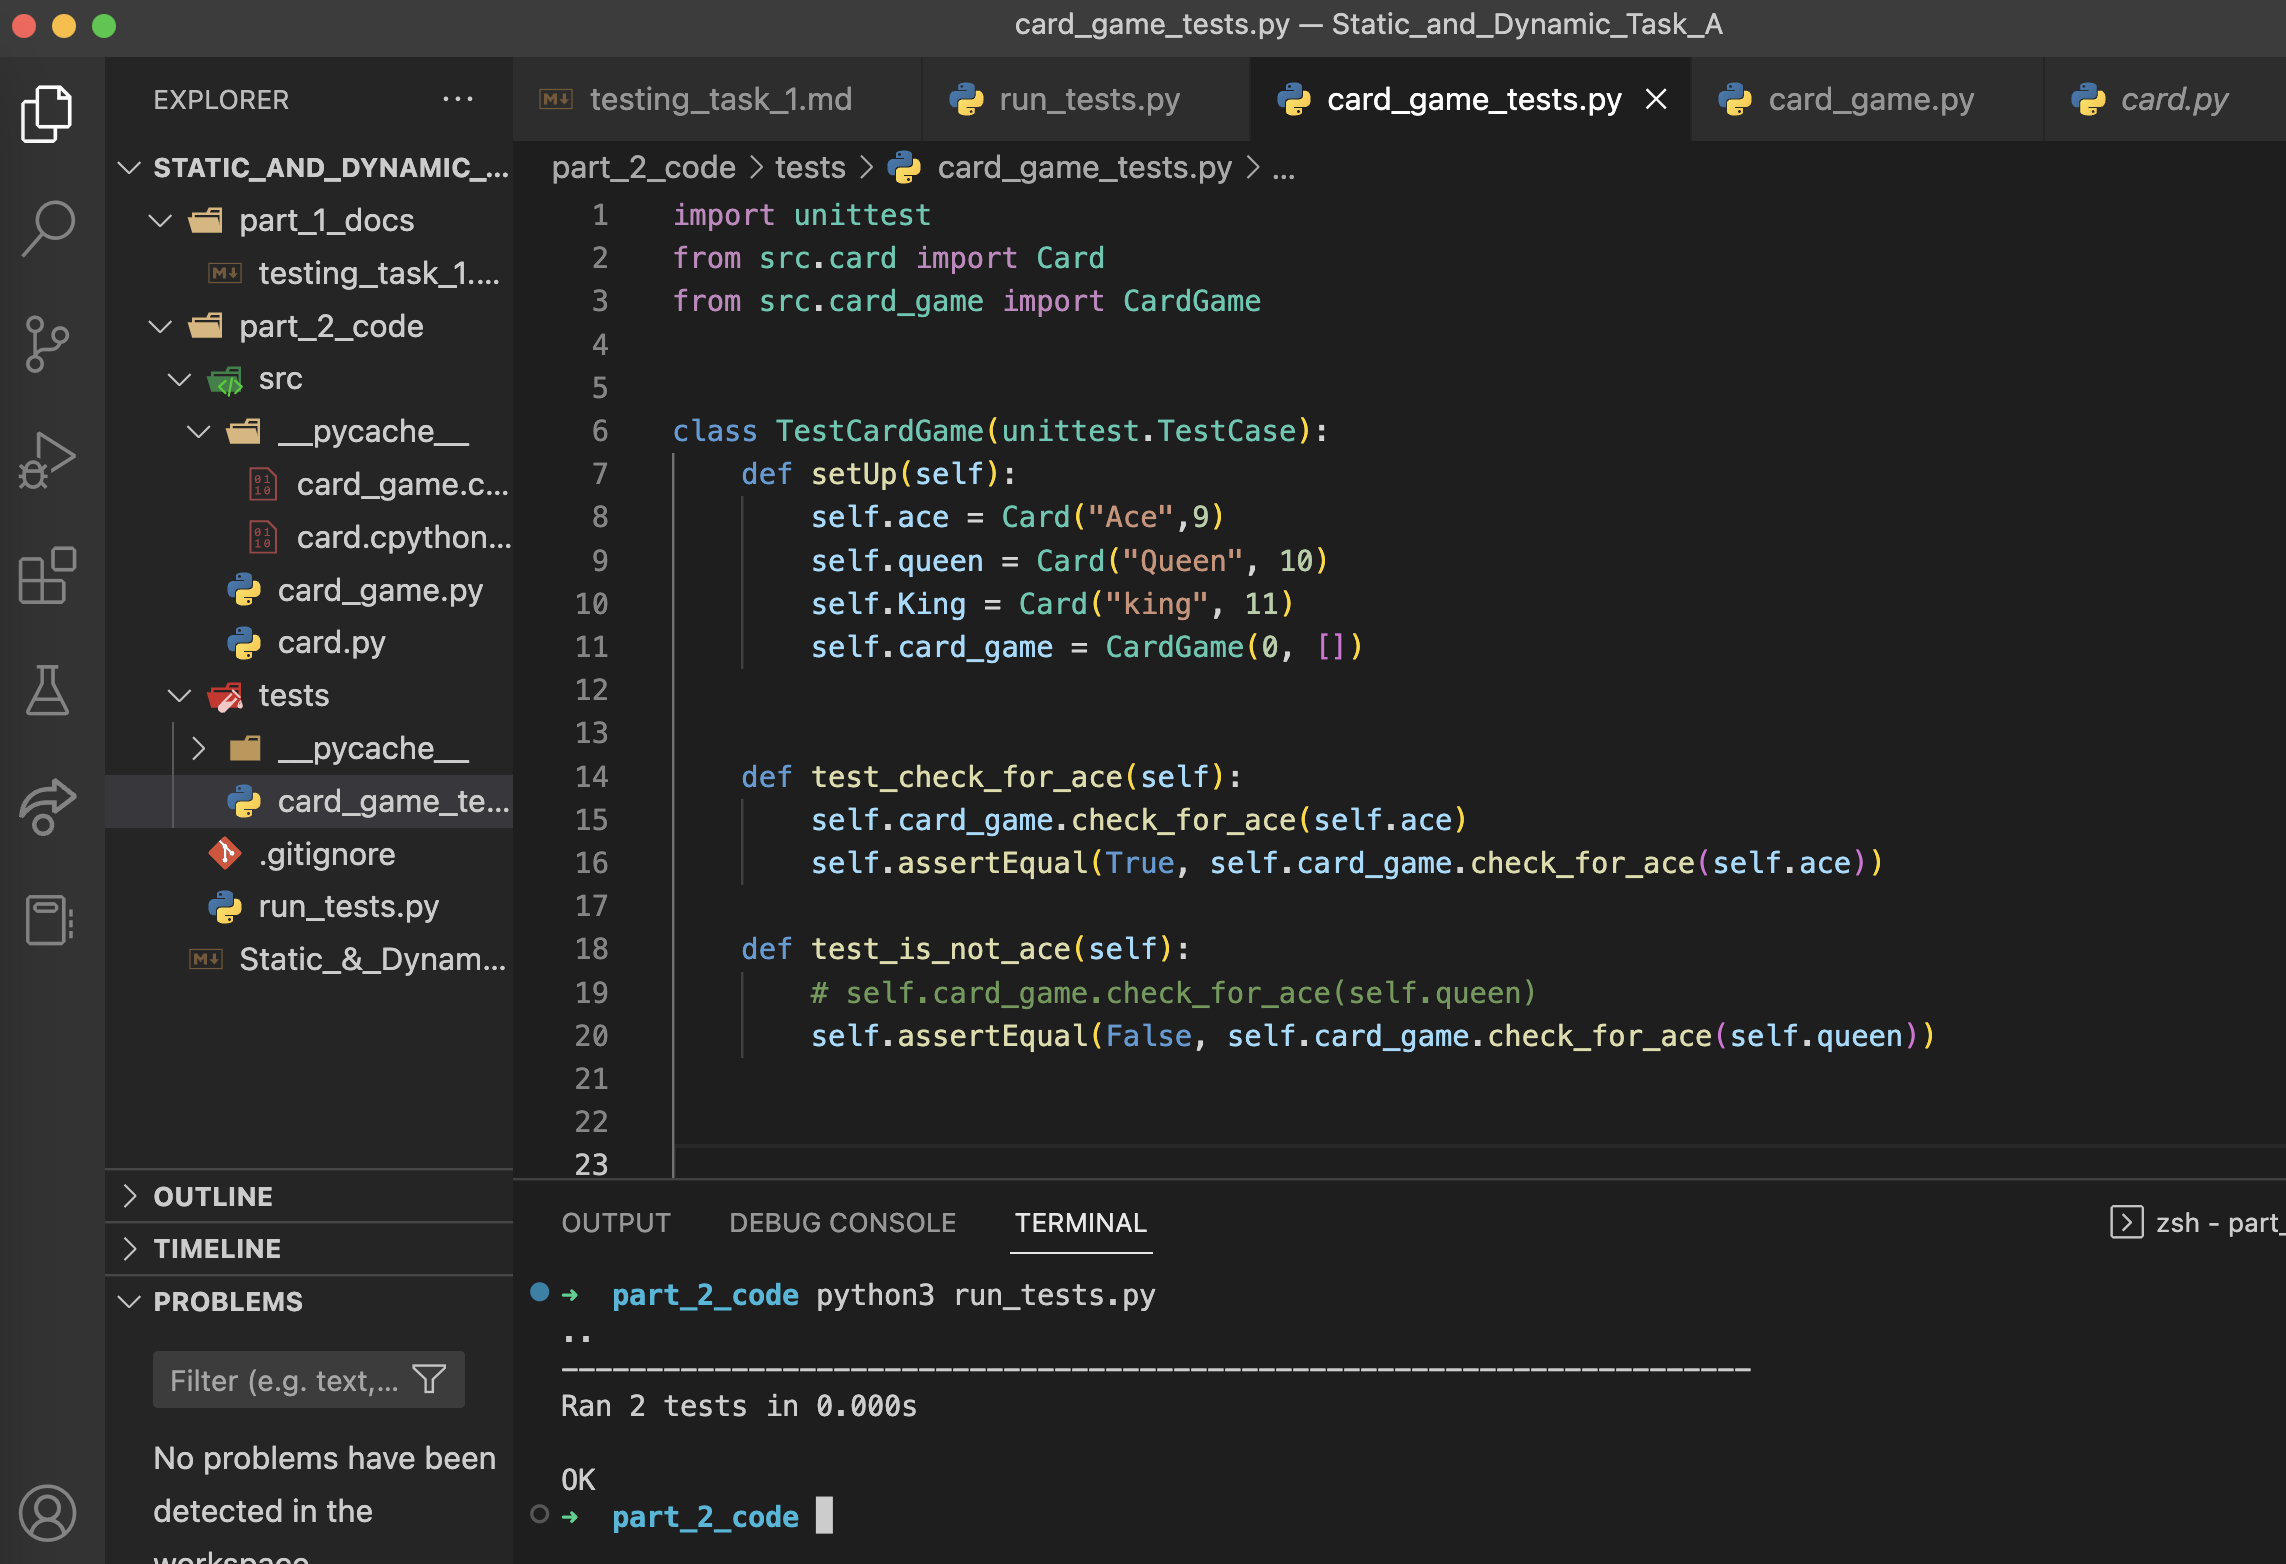 card_game_tests.py — Static_and_Dynamic_Task_A
EXPLORER
STATIC_AND_DYNAMIC_...
part_1_docs
testing_task_1....
part_2_code
src
__pycache__
card_game.c...
card.cpython...
card_game.py
card.py
tests
__pycache__
card_game_te...
.gitignore
run_tests.py
Static_&_Dynam...
OUTLINE
TIMELINE
PROBLEMS
Filter (e.g. text,...
No problems have been
detected in the
workspace
testing_task_1.md
run_tests.py
card_game_tests.py
card_game.py
card.py
part_2_code > tests > card_game_tests.py > ...
1 import unittest
2 from src.card import Card
3 from src.card_game import CardGame
4
5
6 class TestCardGame(unittest.TestCase):
7 def setUp(self):
8 self.ace = Card("Ace",9)
9 self.queen = Card("Queen", 10)
10 self.King = Card("king", 11)
11 self.card_game = CardGame(0, [])
12
13
14 def test_check_for_ace(self):
15 self.card_game.check_for_ace(self.ace)
16 self.assertEqual(True, self.card_game.check_for_ace(self.ace))
17
18 def test_is_not_ace(self):
19 # self.card_game.check_for_ace(self.queen)
20 self.assertEqual(False, self.card_game.check_for_ace(self.queen))
21
22
23
OUTPUT DEBUG CONSOLE TERMINAL
zsh - part_
➜ part_2_code python3 run_tests.py
..
----------------------------------------------------------------------
Ran 2 tests in 0.000s
OK
➜ part_2_code